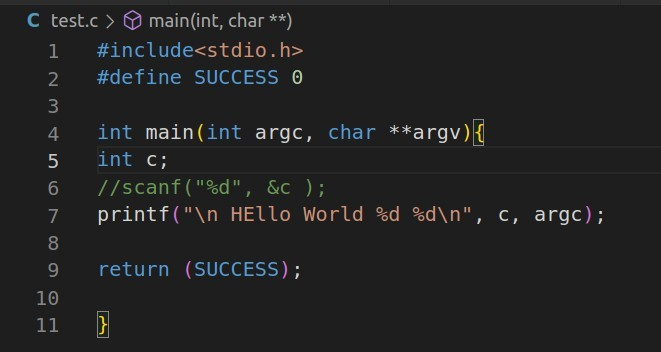 C test.c > main(int, char **)
1 #include<stdio.h>
2 #define SUCCESS 0
3
4 int main(int argc, char **argv){
5 int c;
6 //scanf("%d", &c );
7 printf("\n HEllo World %d %d\n", c, argc);
8
9 return (SUCCESS);
10
11 }